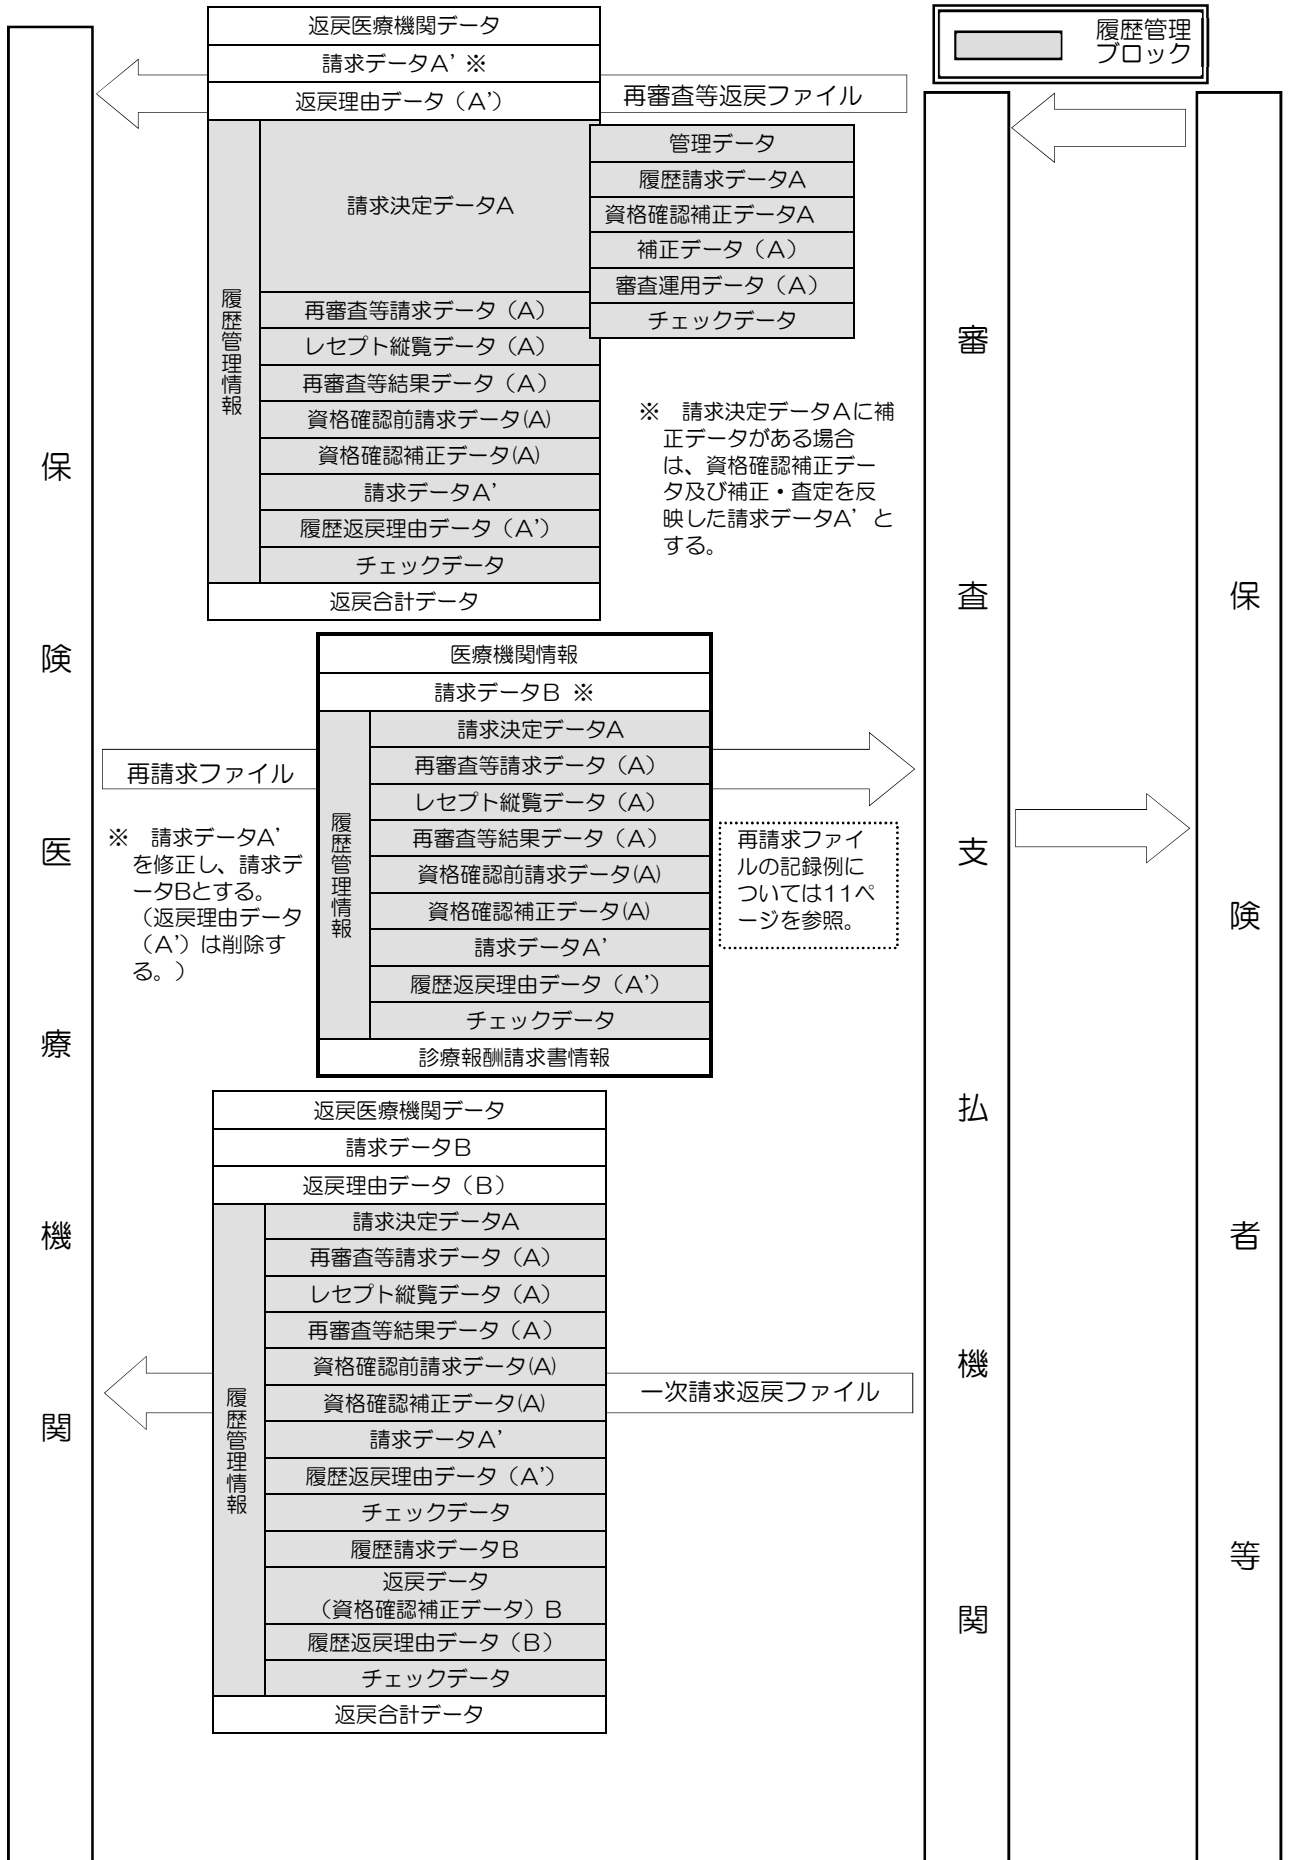 履歴管理
ブロック
返戻医療機関データ
請求データA’ ※
返戻理由データ（A’）
再審査等返戻ファイル
履歴管理情報
請求決定データA
管理データ
履歴請求データA
資格確認補正データA
補正データ（A）
審査運用データ（A）
チェックデータ
再審査等請求データ（A）
レセプト縦覧データ（A）
再審査等結果データ（A）
資格確認前請求データ(A)
資格確認補正データ(A)
請求データA’
履歴返戻理由データ（A’）
チェックデータ
返戻合計データ
※　請求決定データAに補
正データがある場合
は、資格確認補正デー
タ及び補正・査定を反
映した請求データA’と
する。
医療機関情報
請求データB ※
再請求ファイル
履歴管理情報
請求決定データA
再審査等請求データ（A）
レセプト縦覧データ（A）
再審査等結果データ（A）
資格確認前請求データ(A)
資格確認補正データ(A)
請求データA’
履歴返戻理由データ（A’）
チェックデータ
診療報酬請求書情報
※　請求データA’
を修正し、請求デ
ータBとする。
（返戻理由データ
（A’）は削除す
る。）
再請求ファイ
ルの記録例に
ついては11ペ
ージを参照。
返戻医療機関データ
請求データB
返戻理由データ（B）
履歴管理情報
請求決定データA
再審査等請求データ（A）
レセプト縦覧データ（A）
再審査等結果データ（A）
資格確認前請求データ(A)
資格確認補正データ(A)
請求データA’
履歴返戻理由データ（A’）
チェックデータ
履歴請求データB
返戻データ
（資格確認補正データ）B
履歴返戻理由データ（B）
チェックデータ
返戻合計データ
一次請求返戻ファイル
保険医療機関
審査支払機関
保険者等